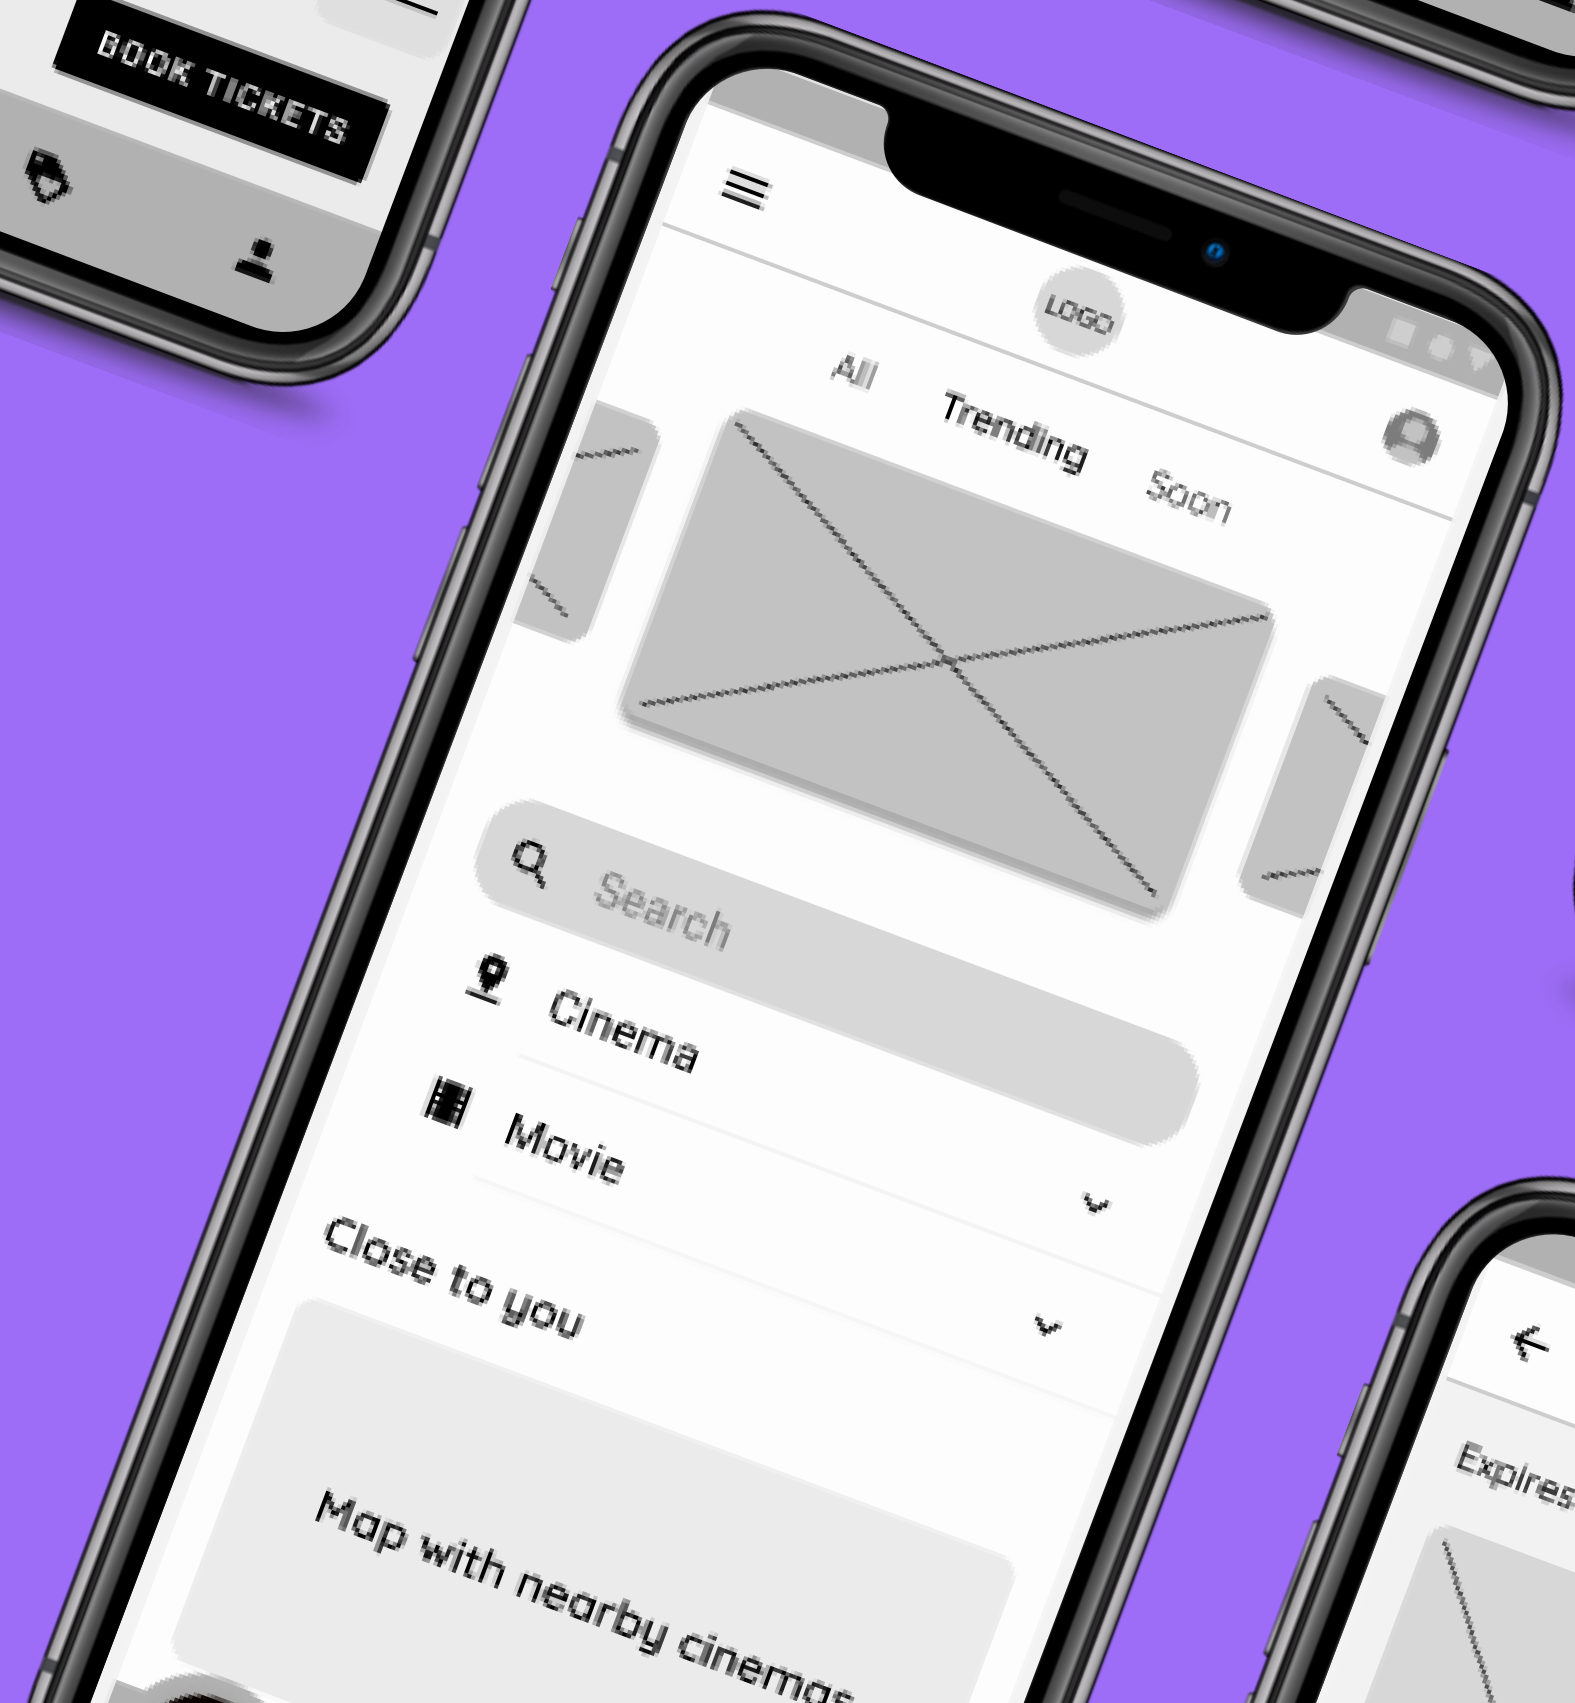 BOOK TICKETS
LOGO
All
Trending
Soon
Search
Cinema
Movie
Close to you
Map with nearby cinemas
Expires